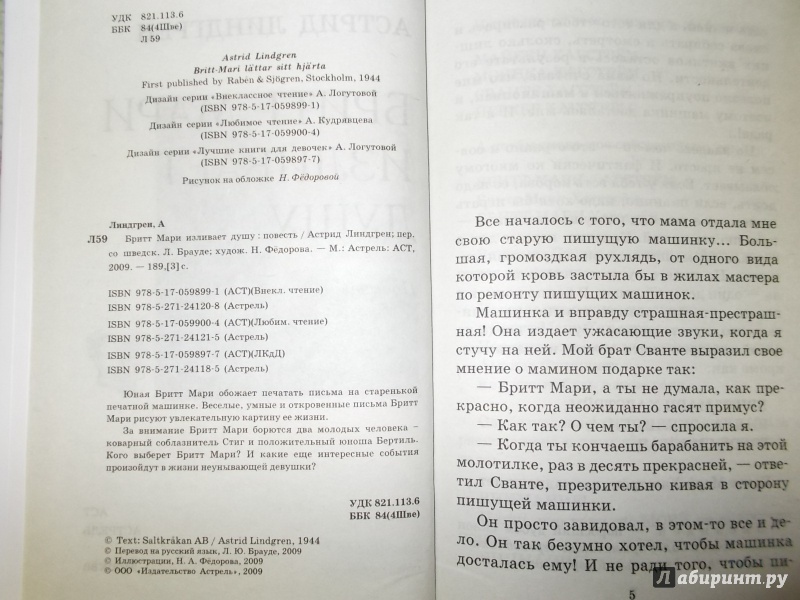 УДК 821.113.6
ББК 84(4Шве)
Л 59
Astrid Lindgren
Britt-Mari lättar sitt hjärta
First published by Rabén & Sjögren, Stockholm, 1944
Дизайн серии «Внеклассное чтение» А. Логутовой
(ISBN 978-5-17-059899-1)
Дизайн серии «Любимое чтение» А. Кудрявцева
(ISBN 978-5-17-059900-4)
Дизайн серии «Лучшие книги для девочек» А. Логутовой
(ISBN 978-5-17-059897-7)
Рисунок на обложке Н. Фёдоровой
Линдгрен, А
Л59 Бритт Мари изливает душу : повесть / Астрид Линдгрен; пер.
со шведск. Л. Брауде; худож. Н. Фёдорова. — М.: Астрель: АСТ,
2009. — 189,[3] с.
ISBN 978-5-17-059899-1 (АСТ)(Внекл. чтение)
ISBN 978-5-271-24120-8 (Астрель)
ISBN 978-5-17-059900-4 (АСТ)(Любим. чтение)
ISBN 978-5-271-24121-5 (Астрель)
ISBN 978-5-17-059897-7 (АСТ)(ЛКдД)
ISBN 978-5-271-24118-5 (Астрель)
Юная Бритт Мари обожает печатать письма на старенькой
печатной машинке. Веселые, умные и откровенные письма Бритт
Мари рисуют увлекательную картину ее жизни.
За внимание Бритт Мари борются два молодых человека –
коварный соблазнитель Стиг и положительный юноша Бертиль.
Кого выберет Бритт Мари? И какие еще интересные события
произойдут в жизни неунывающей девушки?
УДК 821.113.6
ББК 84(4Шве)
© Text: Saltkråkan AB / Astrid Lindgren, 1944
© Перевод на русский язык, Л. Ю. Брауде, 2009
© Иллюстрации, Н. А. Фёдорова, 2009
© ООО «Издательство Астрель», 2009
Все началось с того, что мама отдала мне
свою старую пишущую машинку... Боль-
шая, громоздкая рухлядь, от одного вида
которой кровь застыла бы в жилах мастера
по ремонту пишущих машинок.
Машинка и вправду страшная-престраш-
ная! Она издает ужасающие звуки, когда я
стучу на ней. Мой брат Сванте выразил свое
мнение о мамином подарке так:
— Бритт Мари, а ты не думала, как пре-
красно, когда неожиданно гасят примус?
— Как так? О чем ты? — спросила я.
— Когда ты кончаешь барабанить на этой
молотилке, раз в десять прекрасней, — отве-
тил Сванте, презрительно кивая в сторону
пишущей машинки.
Он просто завидовал, в этом-то все и де-
ло. Он так безумно хотел, чтобы машинка
досталась ему! И не ради того, чтобы пи-
5
Лабиринт.ру